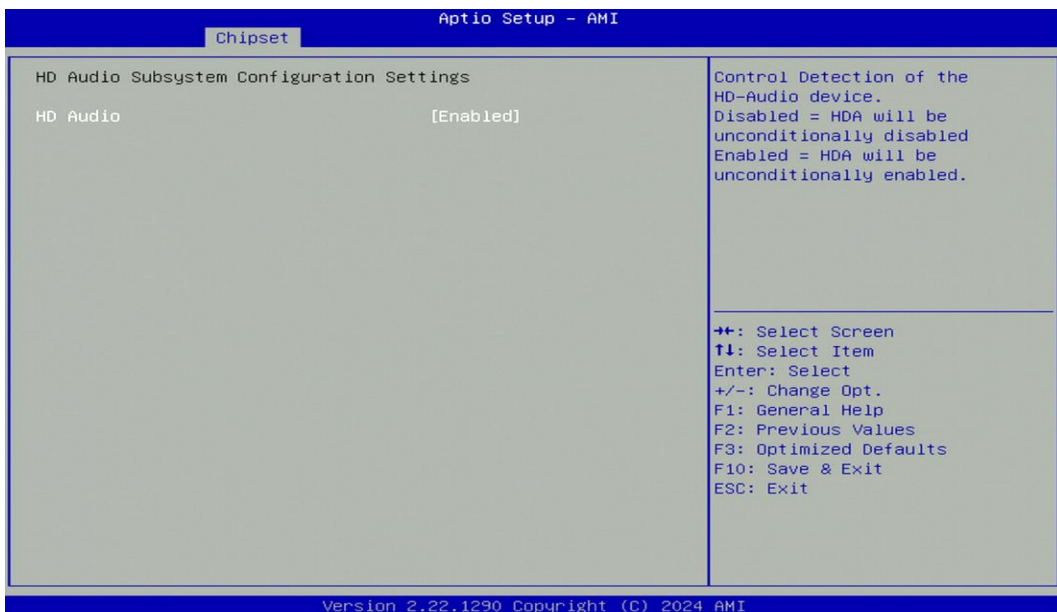 Aptio Setup – AMI
Chipset
HD Audio Subsystem Configuration Settings
HD Audio [Enabled]
Control Detection of the
HD-Audio device.
Disabled = HDA will be
unconditionally disabled
Enabled = HDA will be
unconditionally enabled.
→←: Select Screen
↑↓: Select Item
Enter: Select
+/-: Change Opt.
F1: General Help
F2: Previous Values
F3: Optimized Defaults
F10: Save & Exit
ESC: Exit
Version 2.22.1290 Copyright (C) 2024 AMI